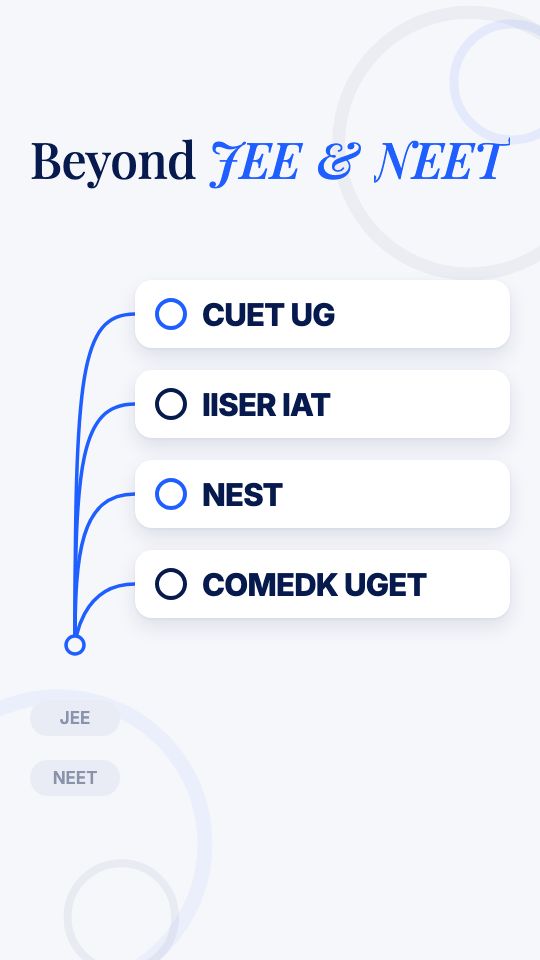 Beyond JEE & NEET
CUET UG
IISER IAT
NEST
COMEDK UGET
JEE
NEET